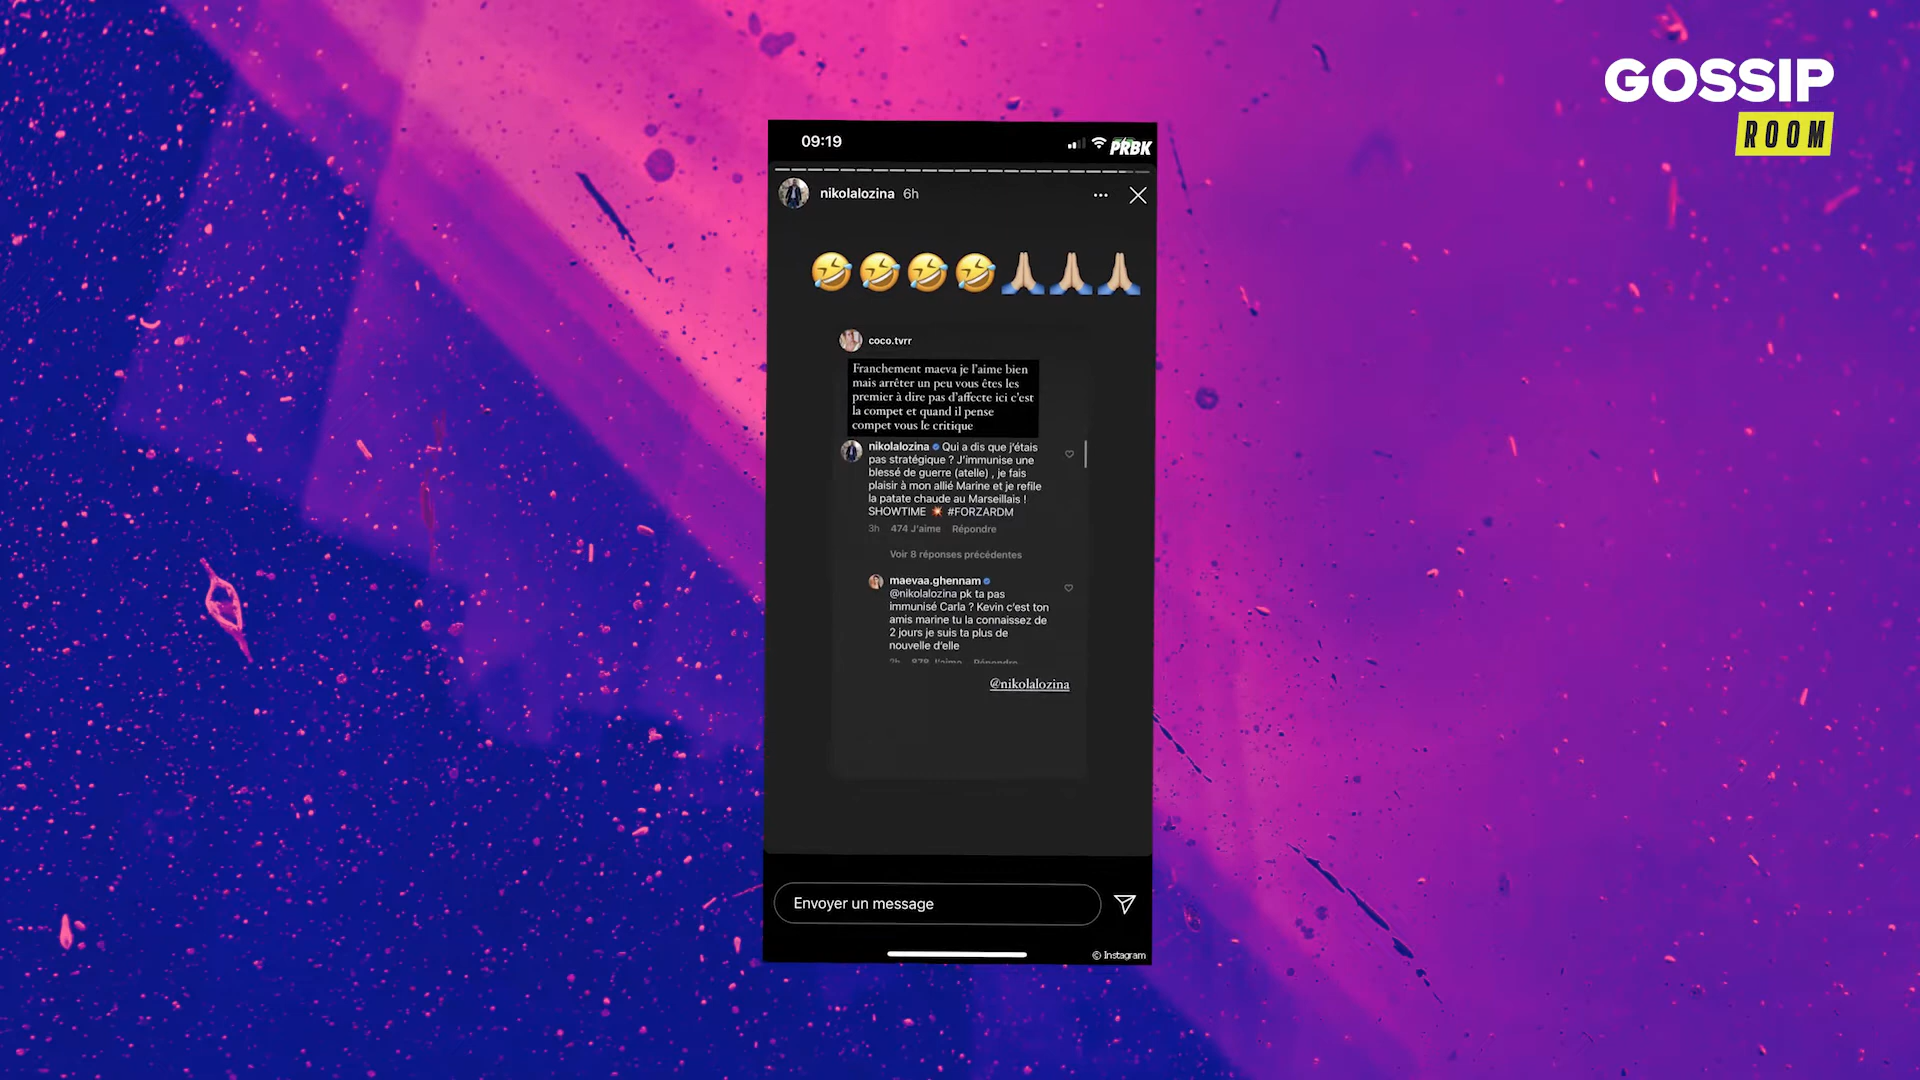 GOSSIP
ROOM
09:19
PRBK
nikolalozina 6h
🤣🤣🤣🤣🙏🏼🙏🏼🙏🏼
coco.tvrr
Franchement maeva je l'aime bien
mais arrêter un peu vous êtes les
premier à dire pas d'affecte ici c'est
la compet et quand il pense
compet vous le critique
nikolalozina Qui a dis que j'étais
pas stratégique ? J'immunise une
blessé de guerre (atelle) , je fais
plaisir à mon allié Marine et je refile
la patate chaude au Marseillais !
SHOWTIME 💥 #FORZARDM
3h 474 J'aime Répondre
Voir 8 réponses précédentes
maevaa.ghennam
@nikolalozina pk ta pas
immunisé Carla ? Kevin c'est ton
amis marine tu la connaissez de
2 jours je suis ta plus de
nouvelle d'elle
2h 878 J'aime Répondre
@nikolalozina
Envoyer un message
© Instagram